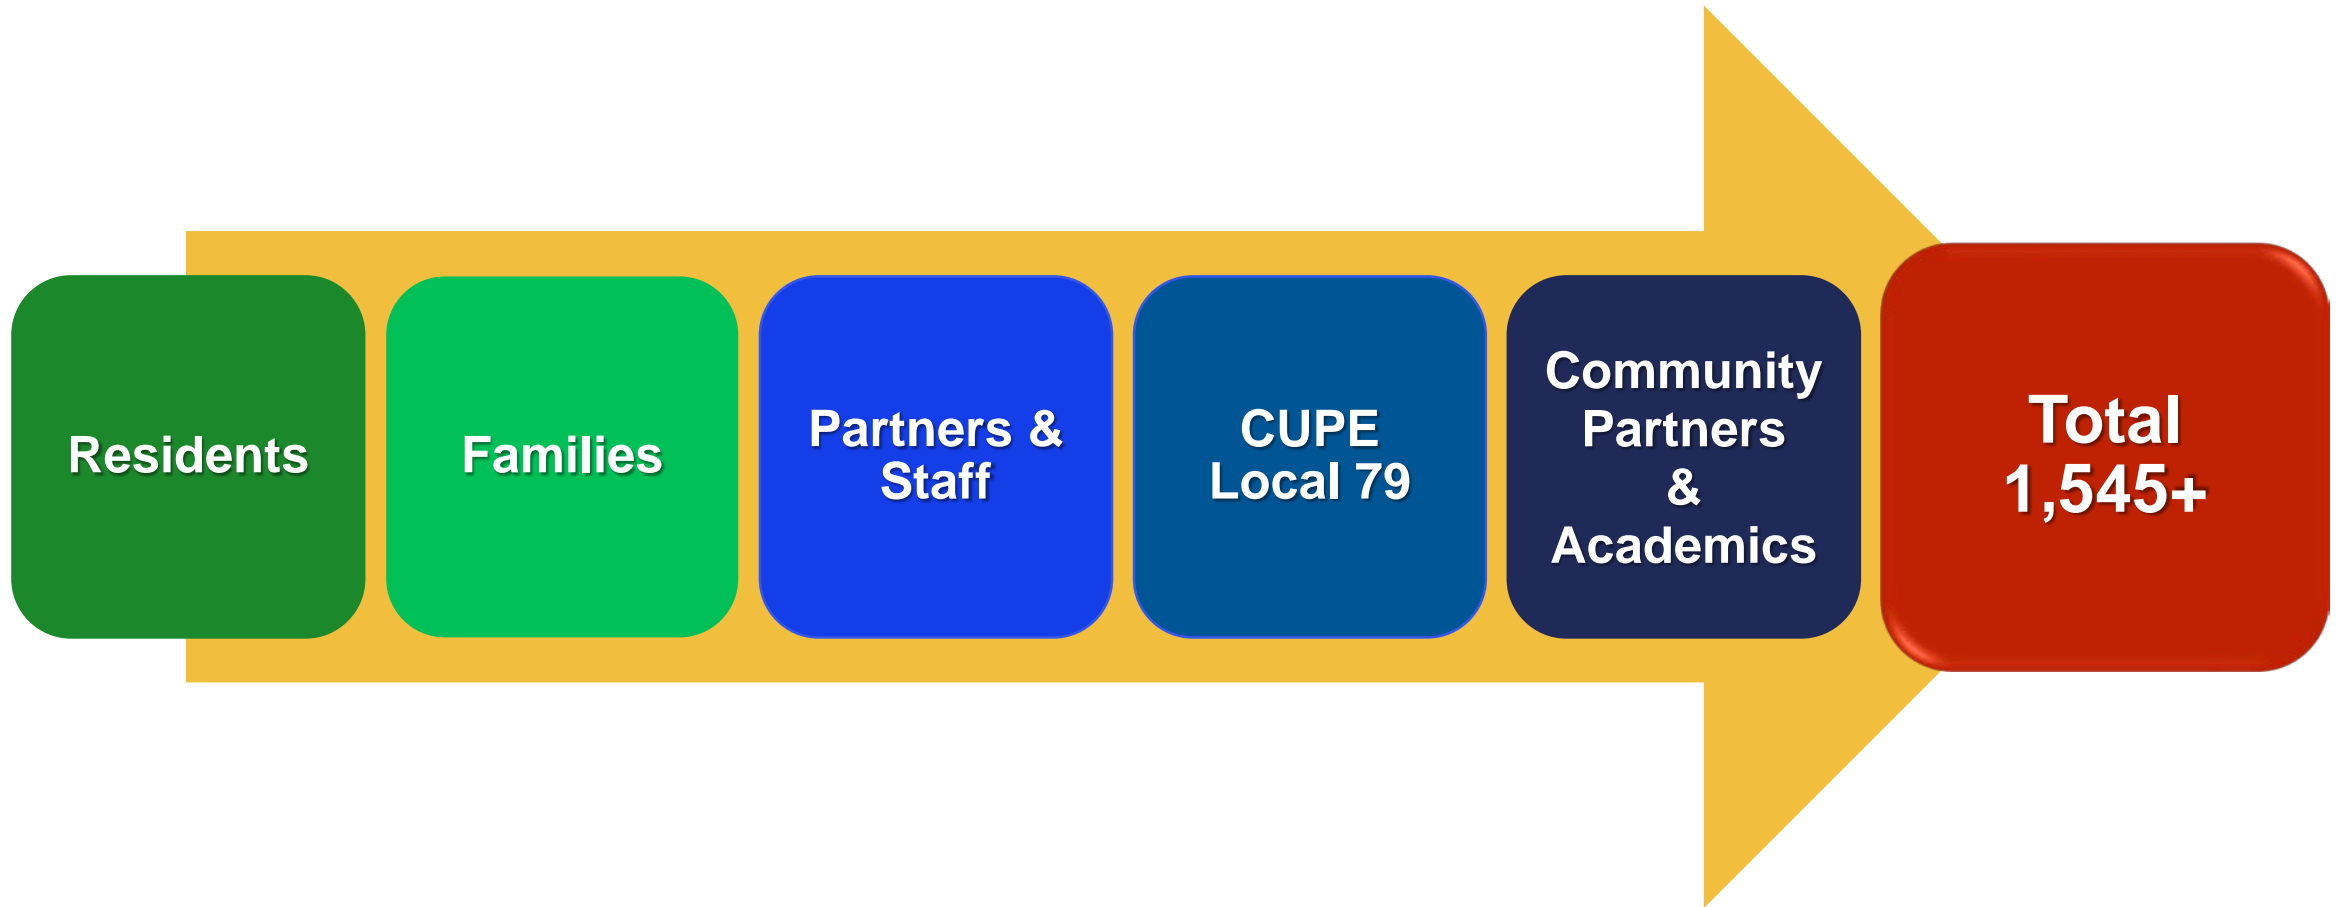 Residents
Families
Partners &
Staff
CUPE
Local 79
Community
Partners
&
Academics
Total
1,545+